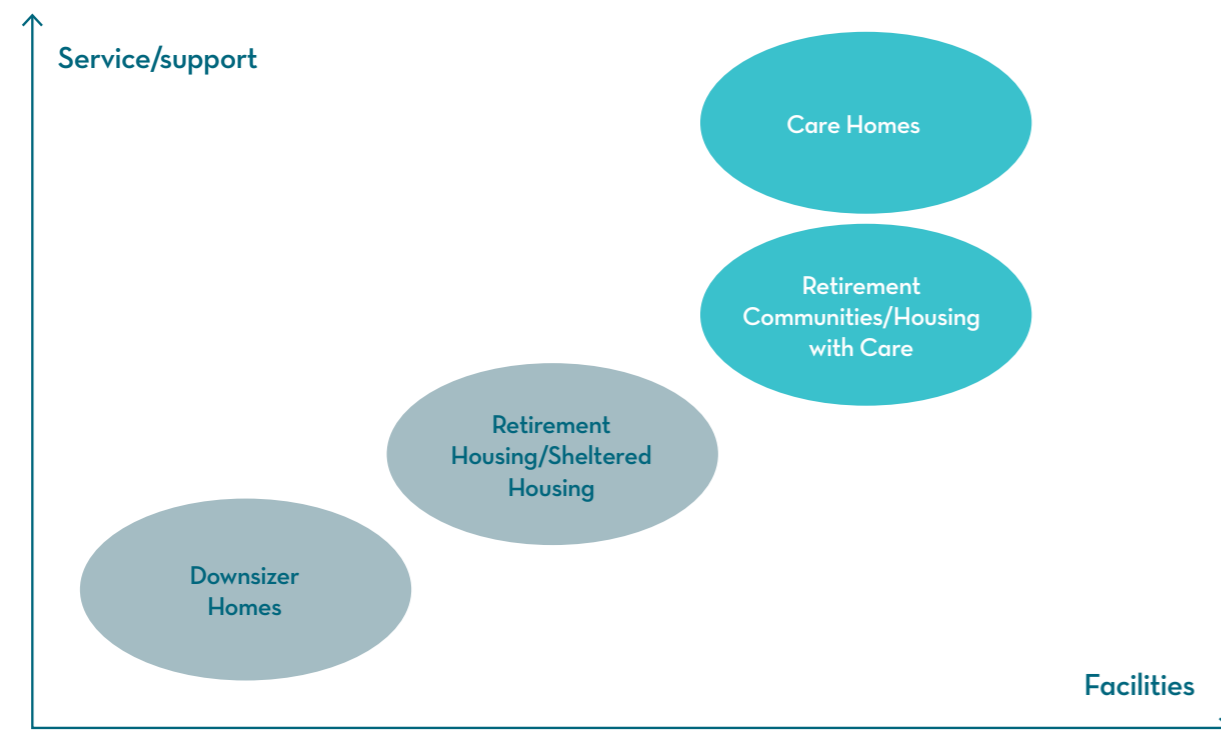 Service/support
Care Homes
Retirement
Communities/Housing
with Care
Retirement
Housing/Sheltered
Housing
Downsizer
Homes
Facilities